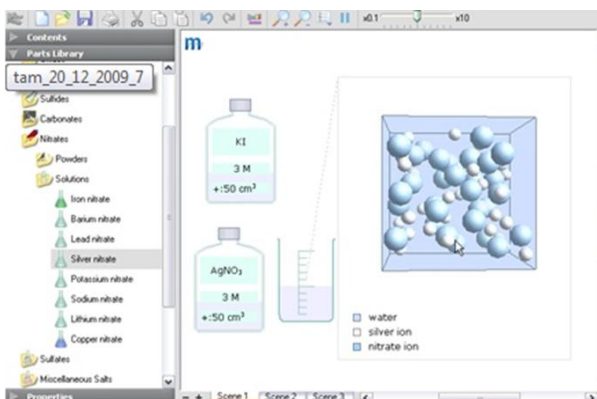 x0.1
x10
Contents
Parts Library
tam_20_12_2009_7
Sulfides
Carbonates
Nitrates
Powders
Solutions
Iron nitrate
Barium nitrate
Lead nitrate
Silver nitrate
Potassium nitrate
Sodium nitrate
Lithium nitrate
Copper nitrate
Sulfates
Miscellaneous Salts
Properties
m
KI
3 M
+:50 cm³
AgNO₃
3 M
+:50 cm³
water
silver ion
nitrate ion
Scene 1 Scene 2 Scene 3